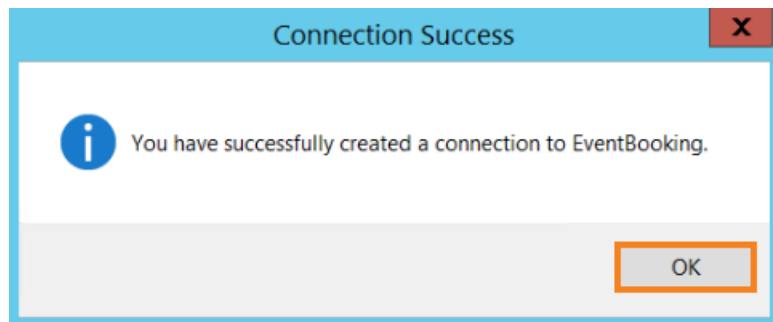 Connection Success
X
You have successfully created a connection to EventBooking.
OK